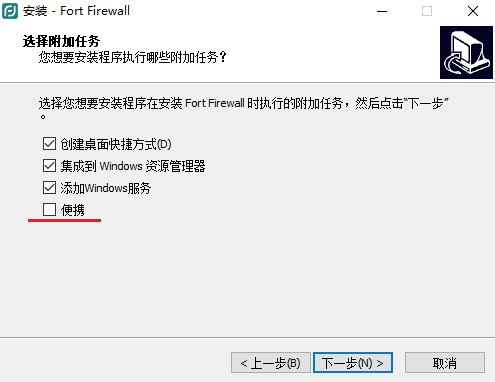 安装 - Fort Firewall
选择附加任务
您想要安装程序执行哪些附加任务？
选择您想要安装程序在安装 Fort Firewall 时执行的附加任务，然后点击“下一步”
。
创建桌面快捷方式(D)
集成到 Windows 资源管理器
添加Windows服务
便携
< 上一步(B) 下一步(N) > 取消